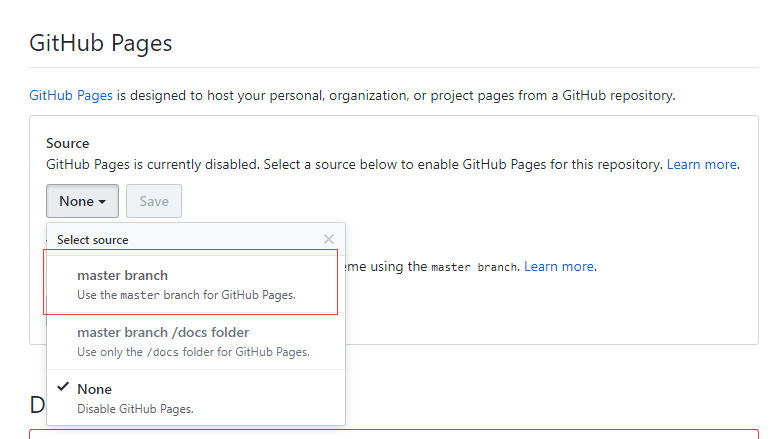 GitHub Pages
GitHub Pages is designed to host your personal, organization, or project pages from a GitHub repository.
Source
GitHub Pages is currently disabled. Select a source below to enable GitHub Pages for this repository. Learn more.
None
Save
Select source
using the master branch. Learn more.
master branch
Use the master branch for GitHub Pages.
master branch /docs folder
Use only the /docs folder for GitHub Pages.
None
Disable GitHub Pages.